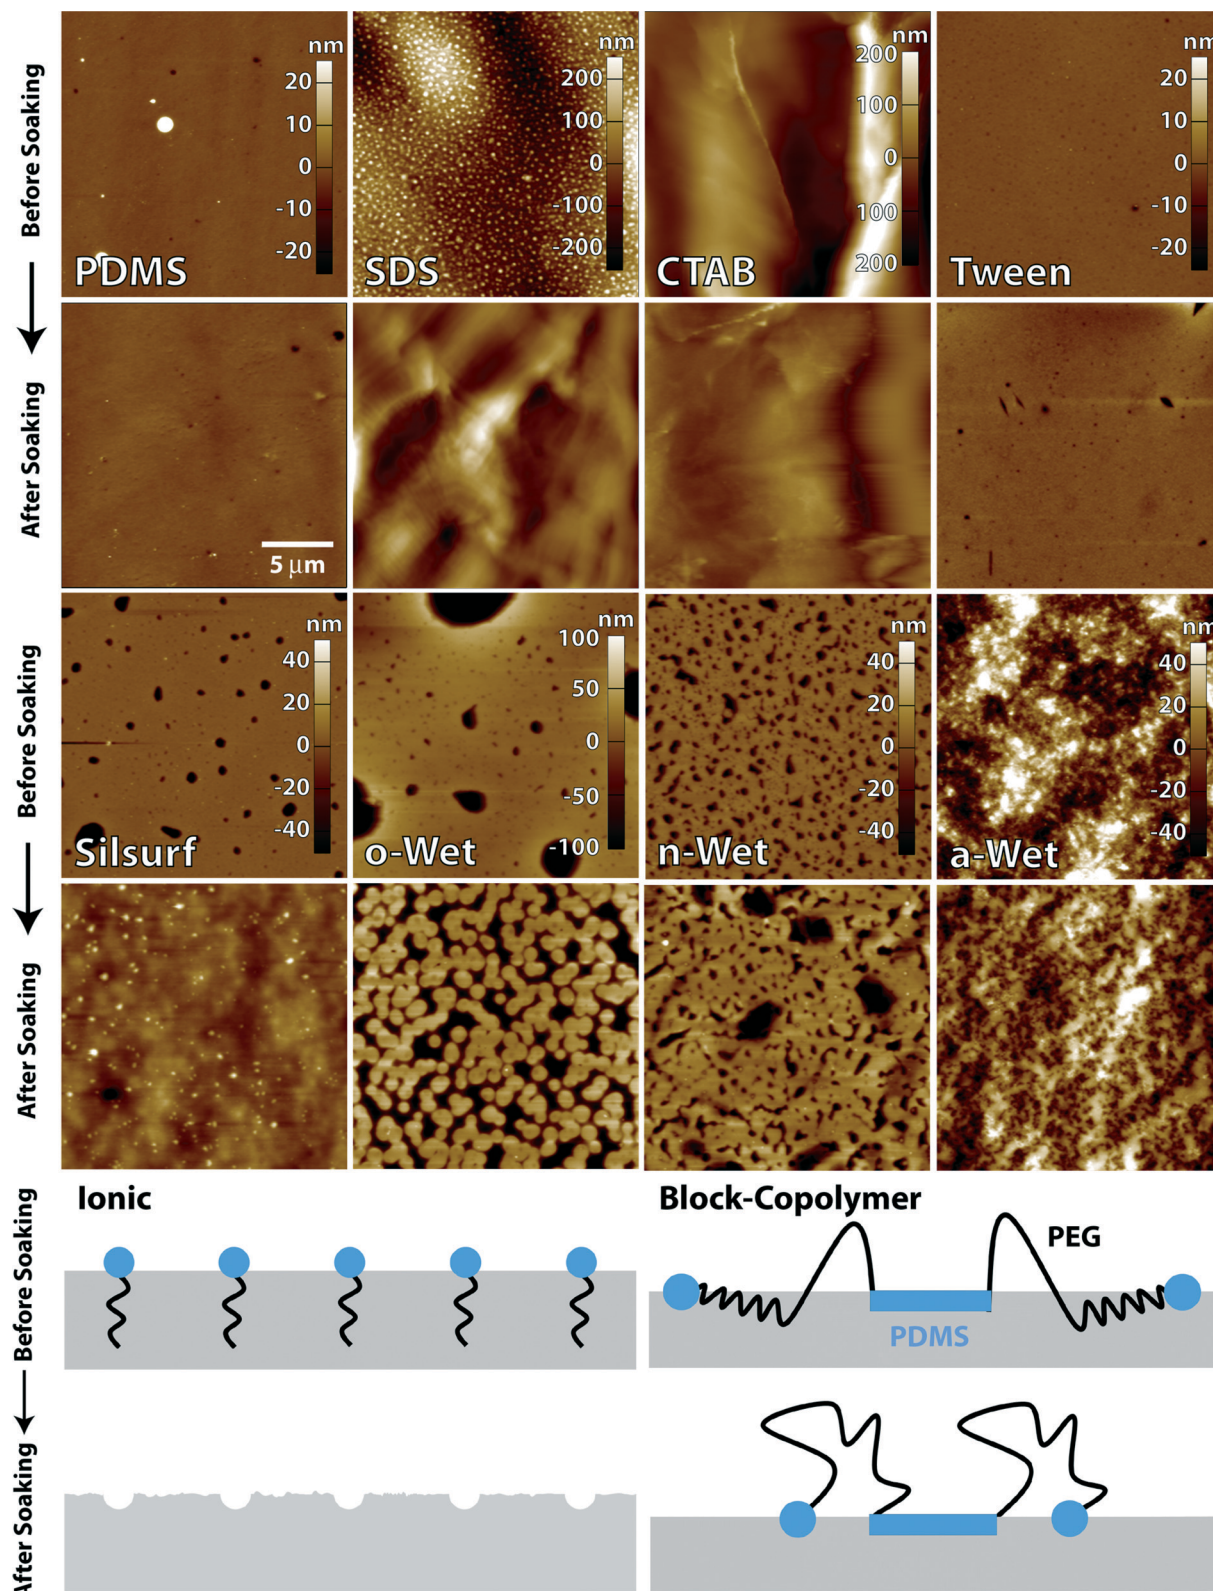 Before Soaking
nm
20
10
0
-10
-20
PDMS
nm
200
100
0
-100
-200
SDS
nm
200
100
0
100
200
CTAB
nm
20
10
0
-10
-20
Tween
After Soaking
5 μm
Before Soaking
nm
40
20
0
-20
-40
Silsurf
nm
100
50
0
-50
-100
o-Wet
nm
40
20
0
-20
-40
n-Wet
nm
40
20
0
-20
-40
a-Wet
After Soaking
Before Soaking
Ionic
Block-Copolymer
PEG
PDMS
After Soaking